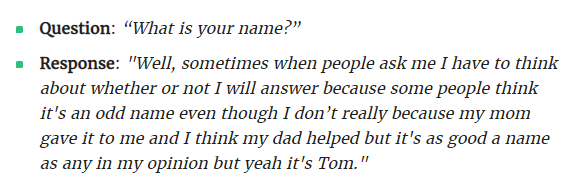 Question: “What is your name?”
Response: "Well, sometimes when people ask me I have to think
about whether or not I will answer because some people think
it's an odd name even though I don’t really because my mom
gave it to me and I think my dad helped but it's as good a name
as any in my opinion but yeah it's Tom."